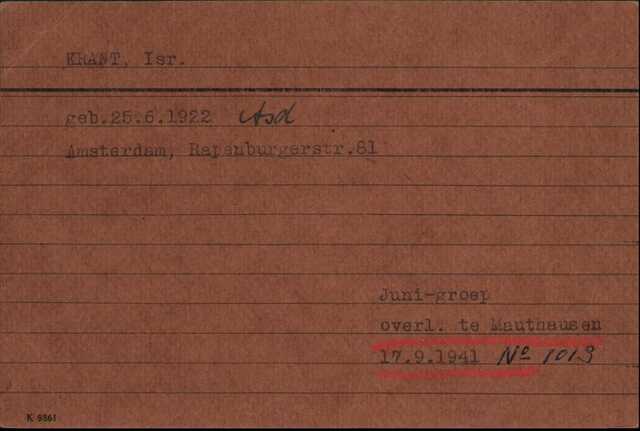 KRANT, Isr.
geb.25.6.1922 Asd
Amsterdam, Rapenburgerstr.81
Juni-groep
overl. te Mauthausen
17.9.1941 No 1013
K 8861